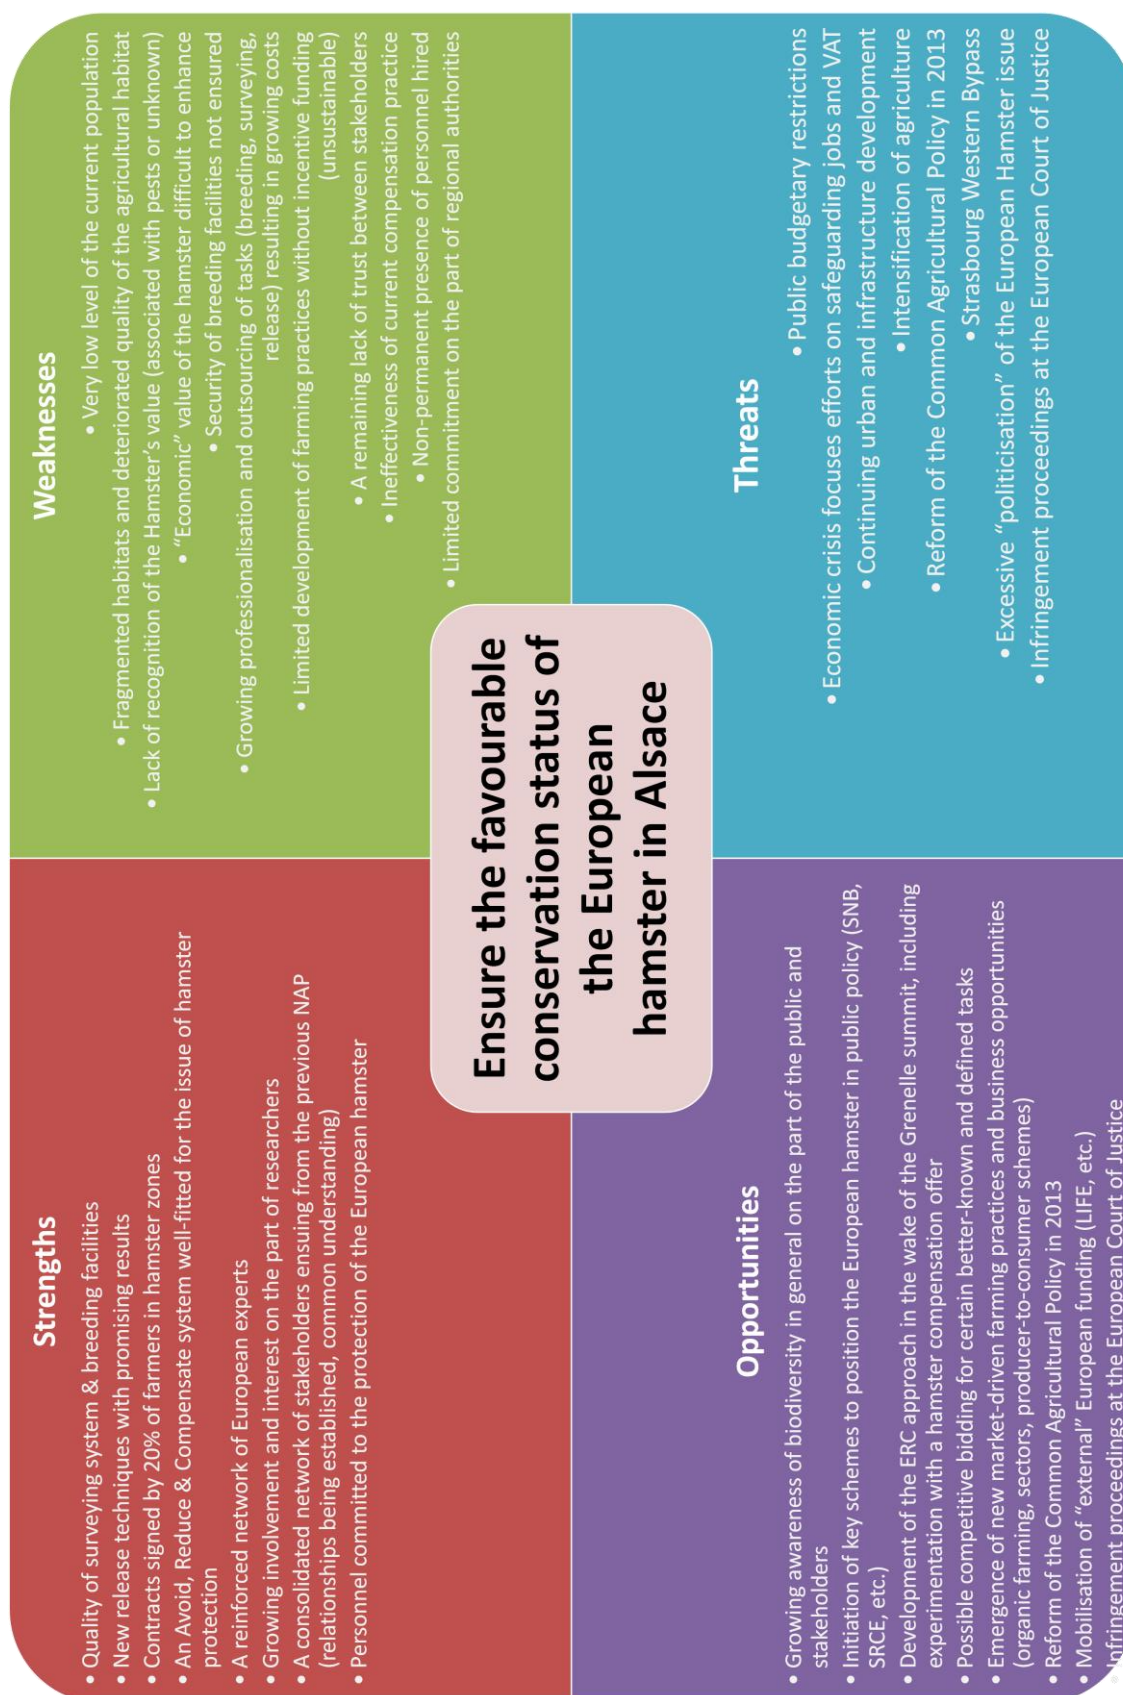 Strengths
• Quality of surveying system & breeding facilities
• New release techniques with promising results
• Contracts signed by 20% of farmers in hamster zones
• An Avoid, Reduce & Compensate system well-fitted for the issue of hamster
protection
• A reinforced network of European experts
• Growing involvement and interest on the part of researchers
• A consolidated network of stakeholders ensuing from the previous NAP
(relationships being established, common understanding)
• Personnel committed to the protection of the European hamster
Weaknesses
• Very low level of the current population
• Fragmented habitats and deteriorated quality of the agricultural habitat
• Lack of recognition of the Hamster's value (associated with pests or unknown)
• "Economic" value of the hamster difficult to enhance
• Security of breeding facilities not ensured
• Growing professionalisation and outsourcing of tasks (breeding, surveying,
release) resulting in growing costs
• Limited development of farming practices without incentive funding
(unsustainable)
• A remaining lack of trust between stakeholders
• Ineffectiveness of current compensation practice
• Non-permanent presence of personnel hired
• Limited commitment on the part of regional authorities
Ensure the favourable
conservation status of
the European
hamster in Alsace
Opportunities
• Growing awareness of biodiversity in general on the part of the public and
stakeholders
• Initiation of key schemes to position the European hamster in public policy (SNB,
SRCE, etc.)
• Development of the ERC approach in the wake of the Grenelle summit, including
experimentation with a hamster compensation offer
• Possible competitive bidding for certain better-known and defined tasks
• Emergence of new market-driven farming practices and business opportunities
(organic farming, sectors, producer-to-consumer schemes)
• Reform of the Common Agricultural Policy in 2013
• Mobilisation of "external" European funding (LIFE, etc.)
• Infringement proceedings at the European Court of Justice
Threats
• Public budgetary restrictions
• Economic crisis focuses efforts on safeguarding jobs and VAT
• Continuing urban and infrastructure development
• Intensification of agriculture
• Reform of the Common Agricultural Policy in 2013
• Strasbourg Western Bypass
• Excessive "politicisation" of the European Hamster issue
• Infringement proceedings at the European Court of Justice